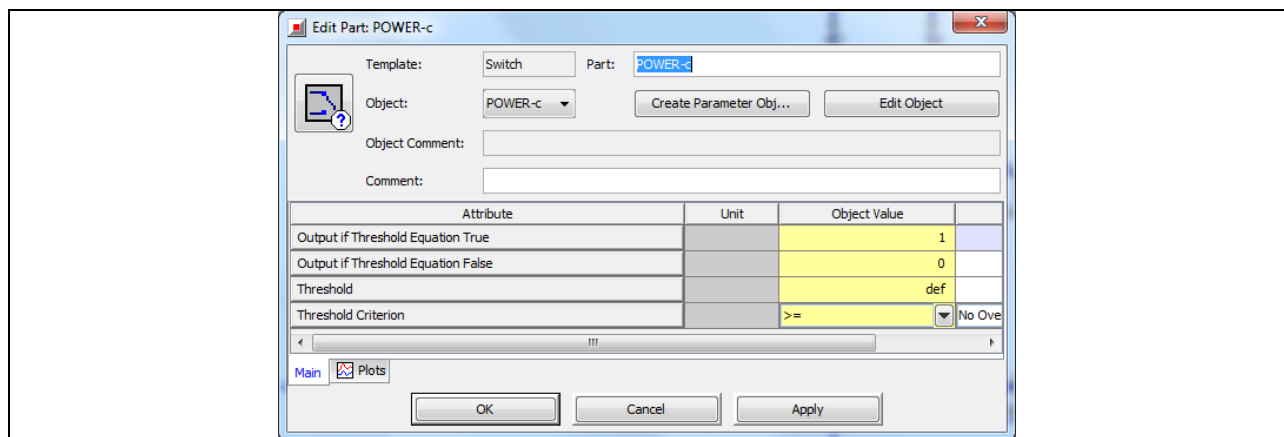 Edit Part: POWER-c
Template: Switch Part: POWER-c
Object: POWER-c Create Parameter Obj... Edit Object
Object Comment:
Comment:
Attribute Unit Object Value
Output if Threshold Equation True 1
Output if Threshold Equation False 0
Threshold def
Threshold Criterion >= No Ove
Main Plots
OK Cancel Apply